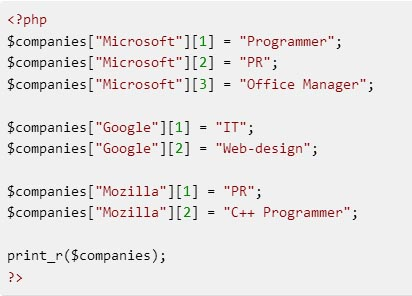 <?php
$companies["Microsoft"][1] = "Programmer";
$companies["Microsoft"][2] = "PR";
$companies["Microsoft"][3] = "Office Manager";
$companies["Google"][1] = "IT";
$companies["Google"][2] = "Web-design";
$companies["Mozilla"][1] = "PR";
$companies["Mozilla"][2] = "C++ Programmer";
print_r($companies);
?>